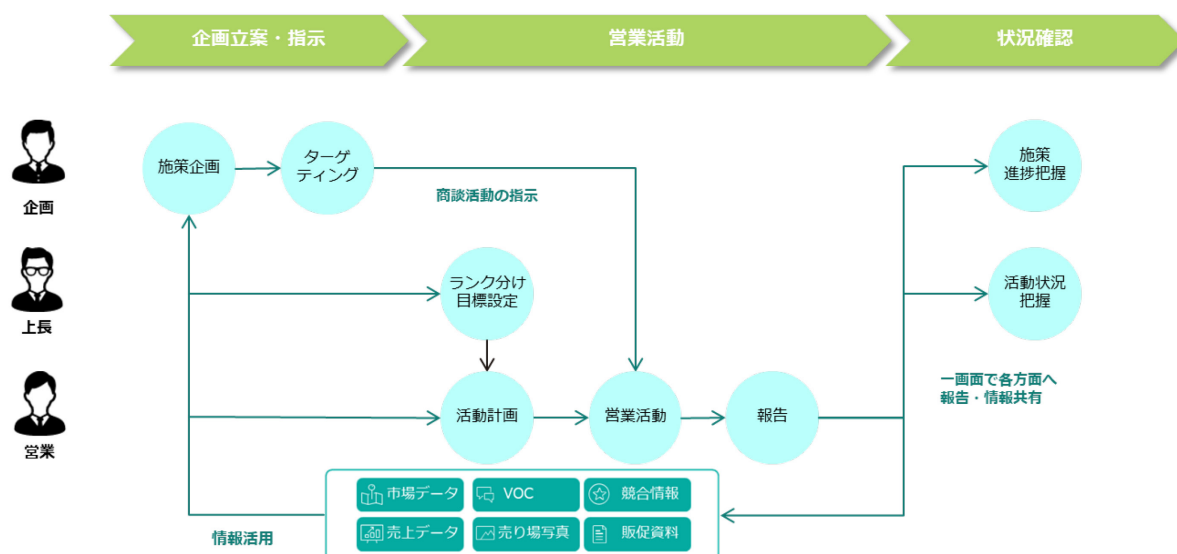 企画立案・指示
営業活動
状況確認
企画
施策企画
ターゲ
ティング
商談活動の指示
施策
進捗把握
上長
ランク分け
目標設定
活動状況
把握
営業
活動計画
営業活動
報告
一画面で各方面へ
報告・情報共有
市場データ
VOC
競合情報
売上データ
売り場写真
販促資料
情報活用